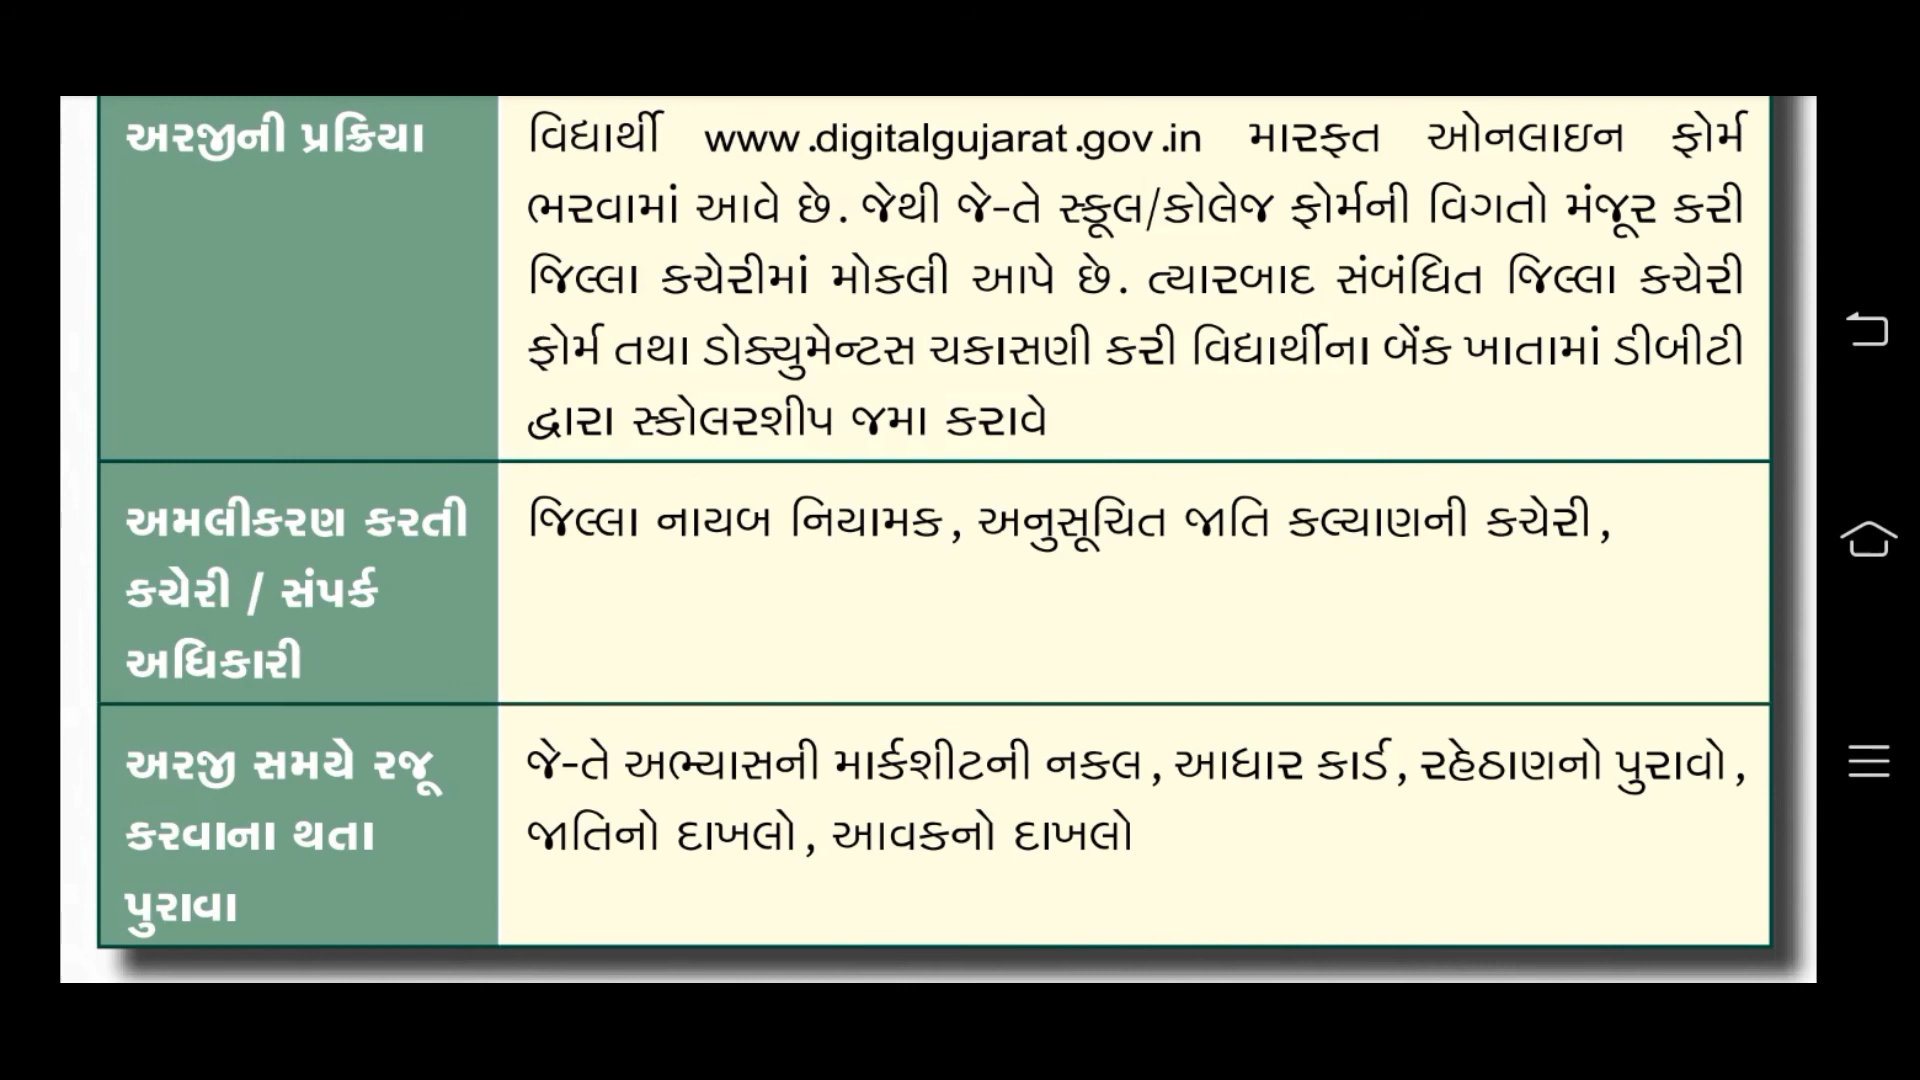 અરજીની પ્રક્રિયા
વિદ્યાર્થી www.digitalgujarat.gov.in મારફત ઓનલાઇન ફોર્મ
ભરવામાં આવે છે. જેથી જે-તે સ્કૂલ/કોલેજ ફોર્મની વિગતો મંજૂર કરી
જિલ્લા કચેરીમાં મોકલી આપે છે. ત્યારબાદ સંબંધિત જિલ્લા કચેરી
ફોર્મ તથા ડોક્યુમેન્ટસ ચકાસણી કરી વિદ્યાર્થીના બેંક ખાતામાં ડીબીટી
દ્વારા સ્કોલરશીપ જમા કરાવે
અમલીકરણ કરતી
કચેરી / સંપર્ક
અધિકારી
જિલ્લા નાયબ નિયામક, અનુસૂચિત જાતિ કલ્યાણની કચેરી,
અરજી સમયે રજૂ
કરવાના થતા
પુરાવા
જે-તે અભ્યાસની માર્કશીટની નકલ, આધાર કાર્ડ, રહેઠાણનો પુરાવો,
જાતિનો દાખલો, આવકનો દાખલો